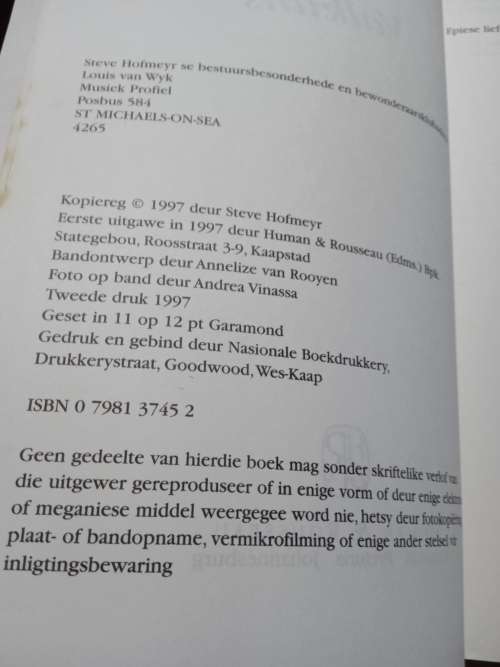 Epiese lief
Steve Hofmeyr se bestuursbesonderhede en
Louis van Wyk
Musiek Profiel
Posbus 584
ST MICHAELS-ON-SEA
4265
Kopiereg © 1997 deur Steve Hofmeyr
Eerste uitgawe in 1997 deur Human & Rousseau (Edms.) Bpk
Stategebou, Roosstraat 3-9, Kaapstad
Bandontwerp deur Annelize van Rooyen
Foto op band deur Andrea Vinassa
Tweede druk 1997
Geset in 11 op 12 pt Garamond
Gedruk en gebind deur Nasionale Boekdrukkery,
Drukkerystraat, Goodwood, Wes-Kaap
ISBN 0 7981 3745 2
Geen gedeelte van hierdie boek mag sonder skriftelike verlof van
die uitgewer gereproduseer of in enige vorm of deur enige
of meganiese middel weergegee word nie, hetsy deur
plaat- of bandopname, vermikrofilming of enige ander stelsel vir
inligtingsbewaring